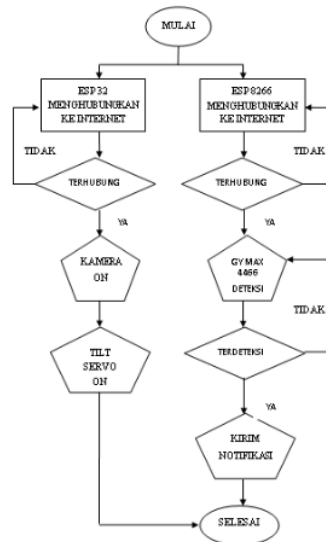 MULAI
ESP32
MENGHUBUNGKAN
KE INTERNET
TIDAK
TERHUBUNG
YA
KAMERA
ON
TILT
SERVO
ON
ESP8266
MENGHUBUNGKAN
KE INTERNET
TIDAK
TERHUBUNG
YA
GY MAX
4466
DETEKSI
TIDAK
TERDETEKSI
YA
KIRIM
NOTIFIKASI
SELESAI